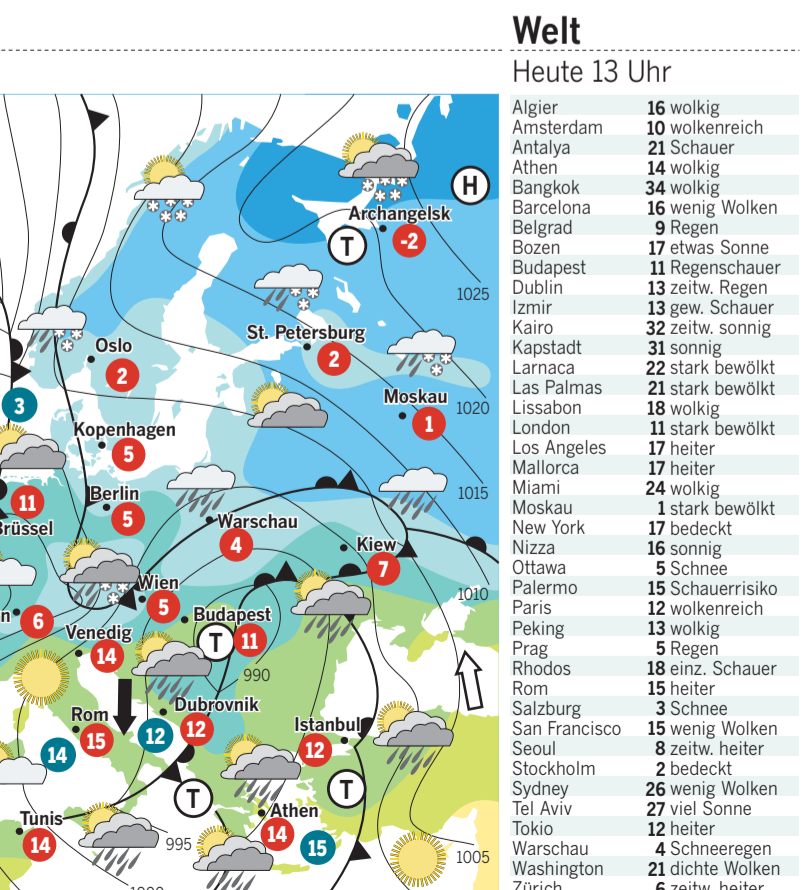 Welt
Heute 13 Uhr
Algier 16 wolkig
Amsterdam 10 wolkenreich
Antalya 21 Schauer
Athen 14 wolkig
Bangkok 34 wolkig
Barcelona 16 wenig Wolken
Belgrad 9 Regen
Bozen 17 etwas Sonne
Budapest 11 Regenschauer
Dublin 13 zeitw. Regen
Izmir 13 gew. Schauer
Kairo 32 zeitw. sonnig
Kapstadt 31 sonnig
Larnaca 22 stark bewölkt
Las Palmas 21 stark bewölkt
Lissabon 18 wolkig
London 11 stark bewölkt
Los Angeles 17 heiter
Mallorca 17 heiter
Miami 24 wolkig
Moskau 1 stark bewölkt
New York 17 bedeckt
Nizza 16 sonnig
Ottawa 5 Schnee
Palermo 15 Schauerrisiko
Paris 12 wolkenreich
Peking 13 wolkig
Prag 5 Regen
Rhodos 18 einz. Schauer
Rom 15 heiter
Salzburg 3 Schnee
San Francisco 15 wenig Wolken
Seoul 8 zeitw. heiter
Stockholm 2 bedeckt
Sydney 26 wenig Wolken
Tel Aviv 27 viel Sonne
Tokio 12 heiter
Warschau 4 Schneeregen
Washington 21 dichte Wolken
Zürich 6 zeitw. heiter
H
Archangelsk
T
-2
1025
St. Petersburg
2
Oslo
2
3
Moskau
1
1020
Kopenhagen
5
11
Brüssel
Berlin
5
1015
Warschau
4
Kiew
7
Wien
5
1010
n
6
Budapest
T
11
Venedig
14
990
Dubrovnik
12
12
Rom
15
14
Istanbul
12
T
T
Athen
14
15
Tunis
14
995
1005
1000